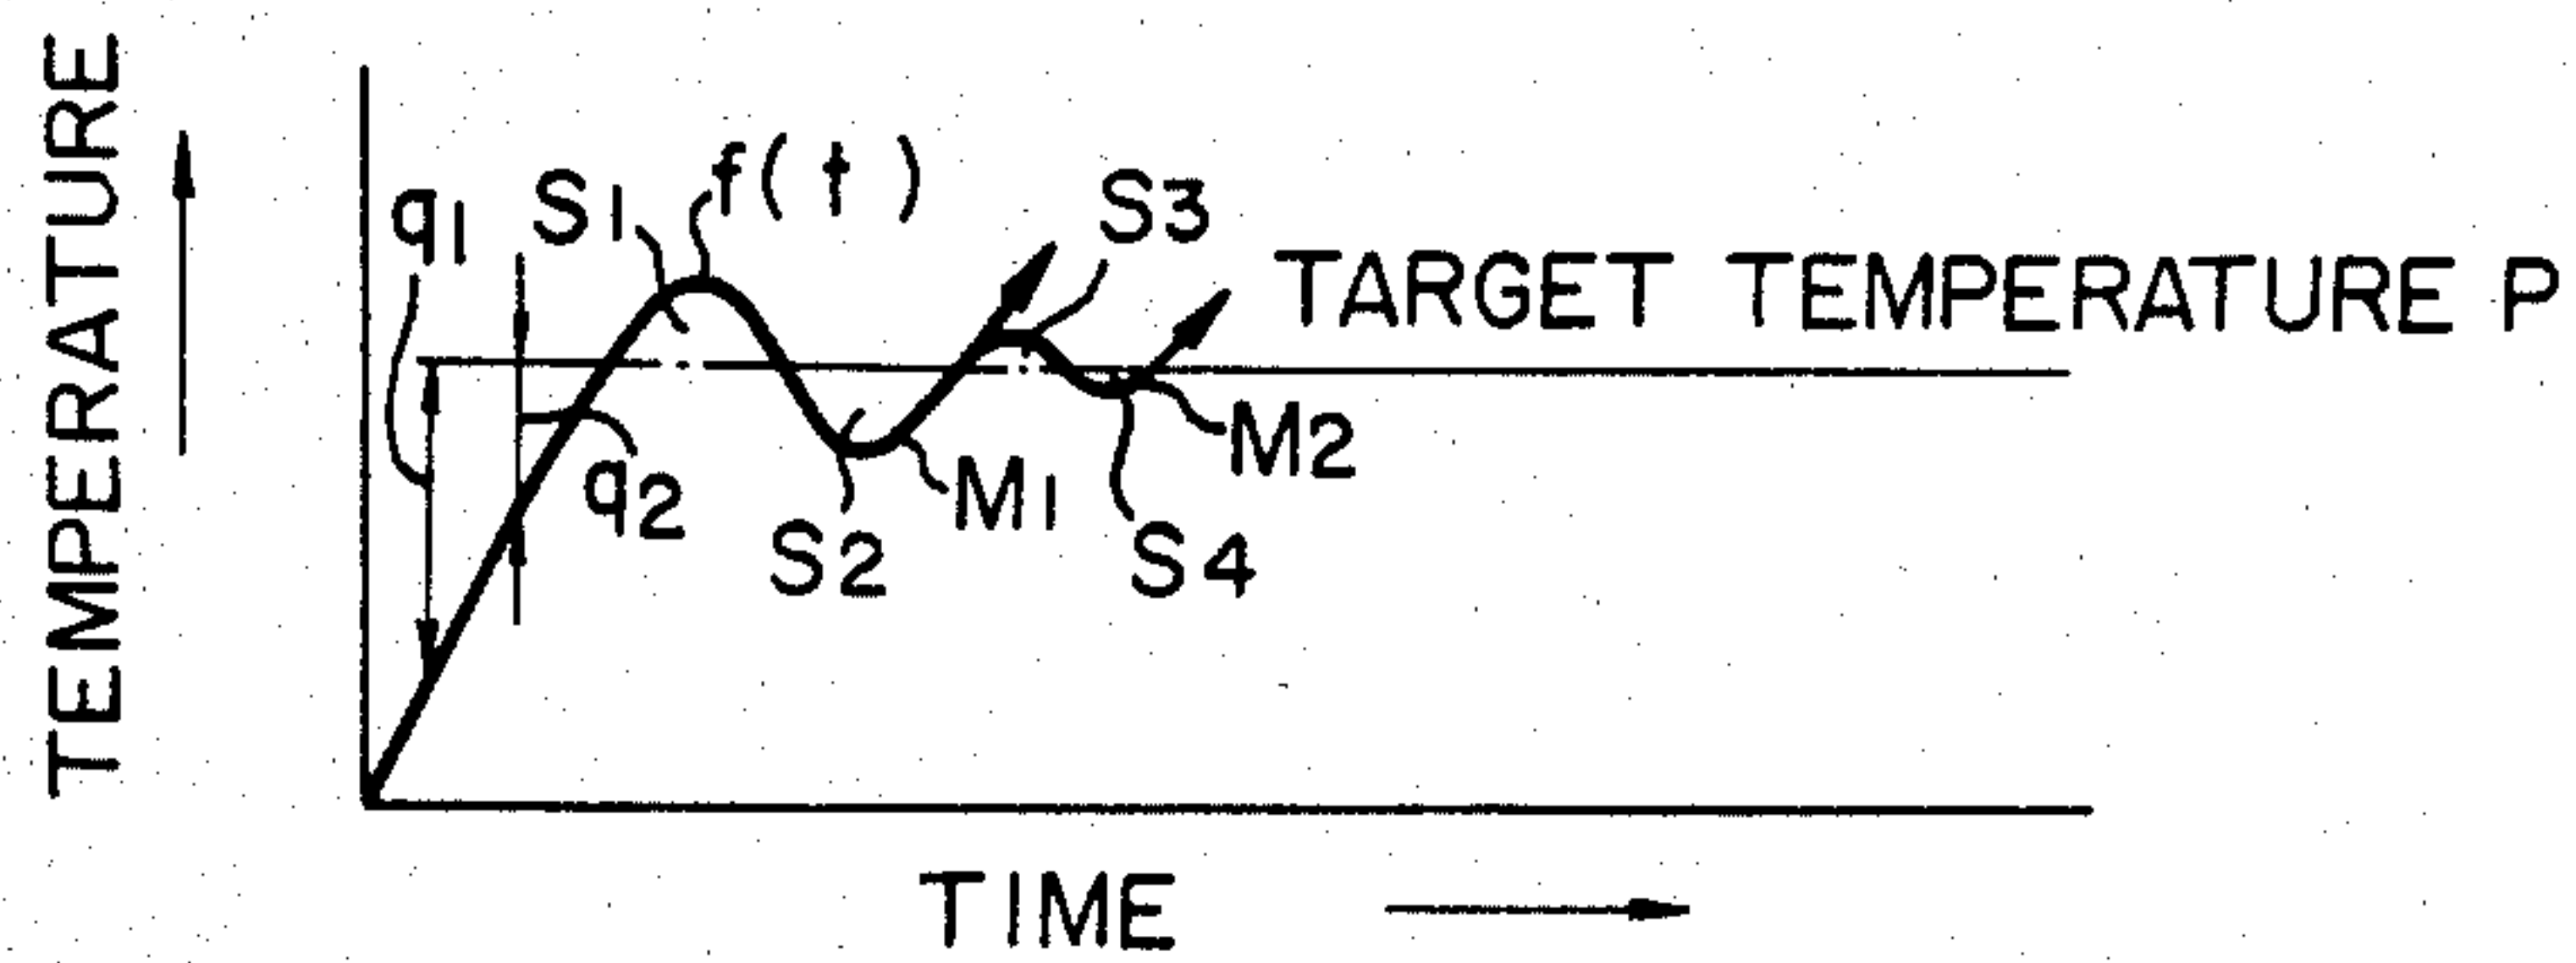 TEMPERATURE
q1
S1
f(t)
S3
TARGET TEMPERATURE P
q2
S2
M1
M2
S4
TIME